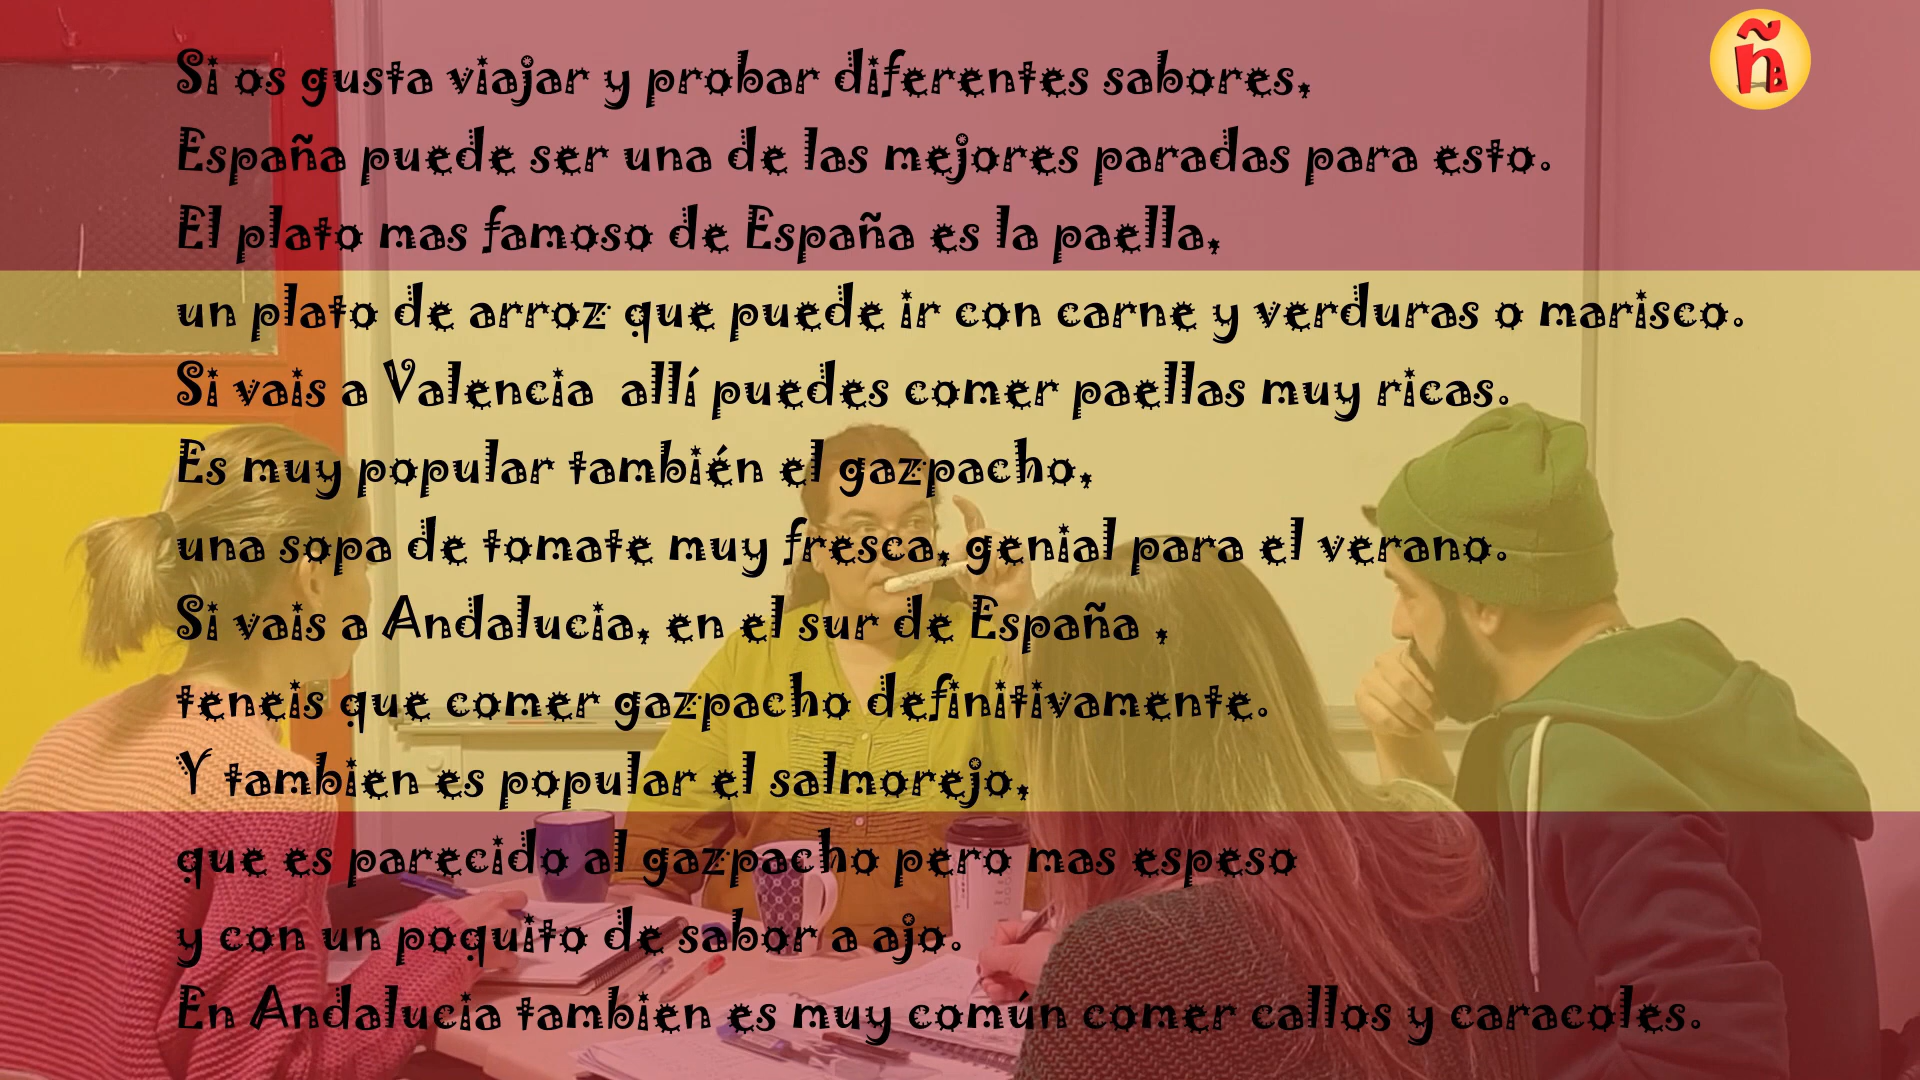 ñ
Si os gusta viajar y probar diferentes sabores,
España puede ser una de las mejores paradas para esto.
El plato mas famoso de España es la paella,
un plato de arroz que puede ir con carne y verduras o marisco.
Si vais a Valencia allí puedes comer paellas muy ricas.
Es muy popular también el gazpacho,
una sopa de tomate muy fresca, genial para el verano.
Si vais a Andalucia, en el sur de España ,
teneis que comer gazpacho definitivamente.
Y tambien es popular el salmorejo,
que es parecido al gazpacho pero mas espeso
y con un poquito de sabor a ajo.
En Andalucia tambien es muy común comer callos y caracoles.